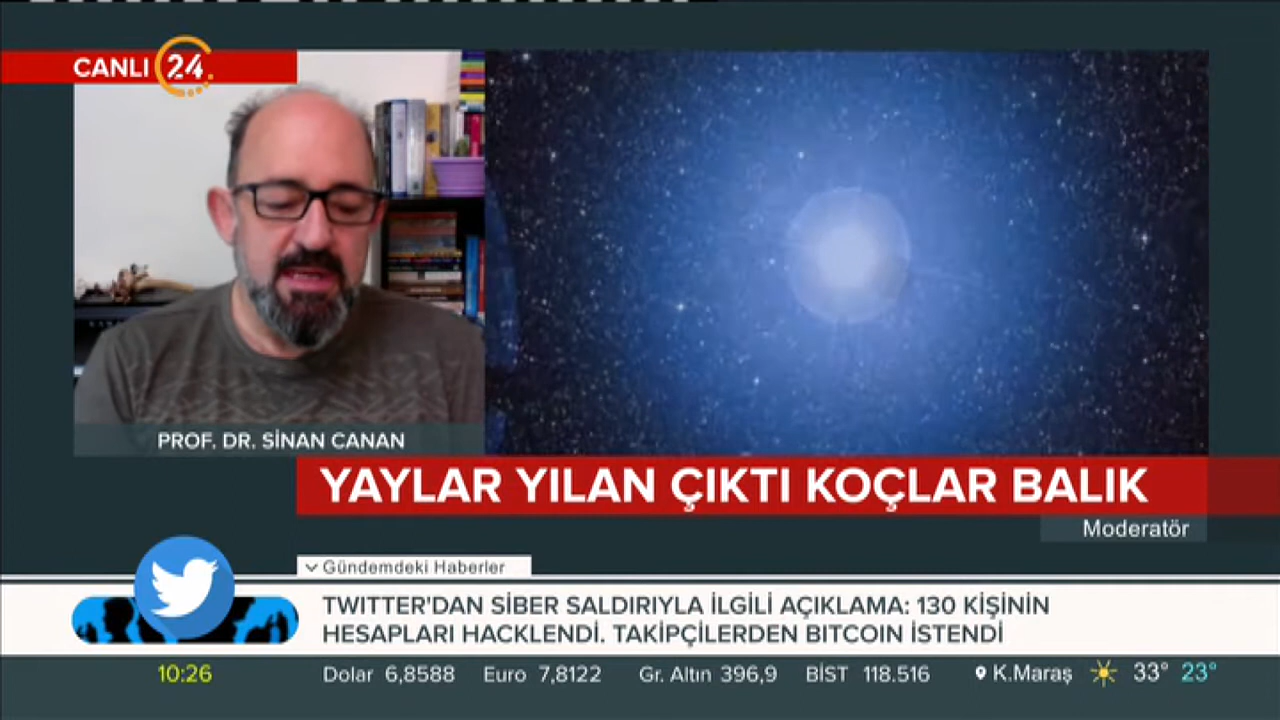 CANLI 24
PROF. DR. SİNAN CANAN
YAYLAR YILAN ÇIKTI KOÇLAR BALIK
Moderatör
Gündemdeki Haberler
TWITTER'DAN SİBER SALDIRIYLA İLGİLİ AÇIKLAMA: 130 KİŞİNİN
HESAPLARI HACKLENDİ. TAKİPÇİLERDEN BITCOIN İSTENDİ
10:26 Dolar 6,8588 Euro 7,8122 Gr. Altın 396,9 BİST 118.516 K.Maraş 33° 23°